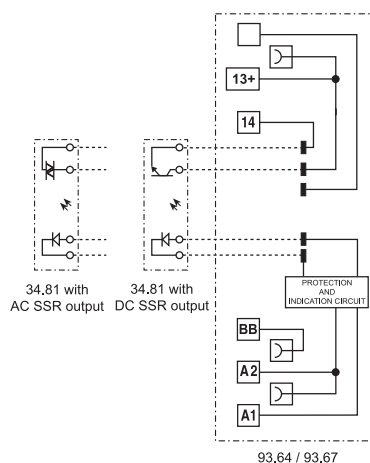 13+
14
34.81 with
AC SSR output
34.81 with
DC SSR output
PROTECTION
AND
INDICATION CIRCUIT
BB
A2
A1
93.64 / 93.67